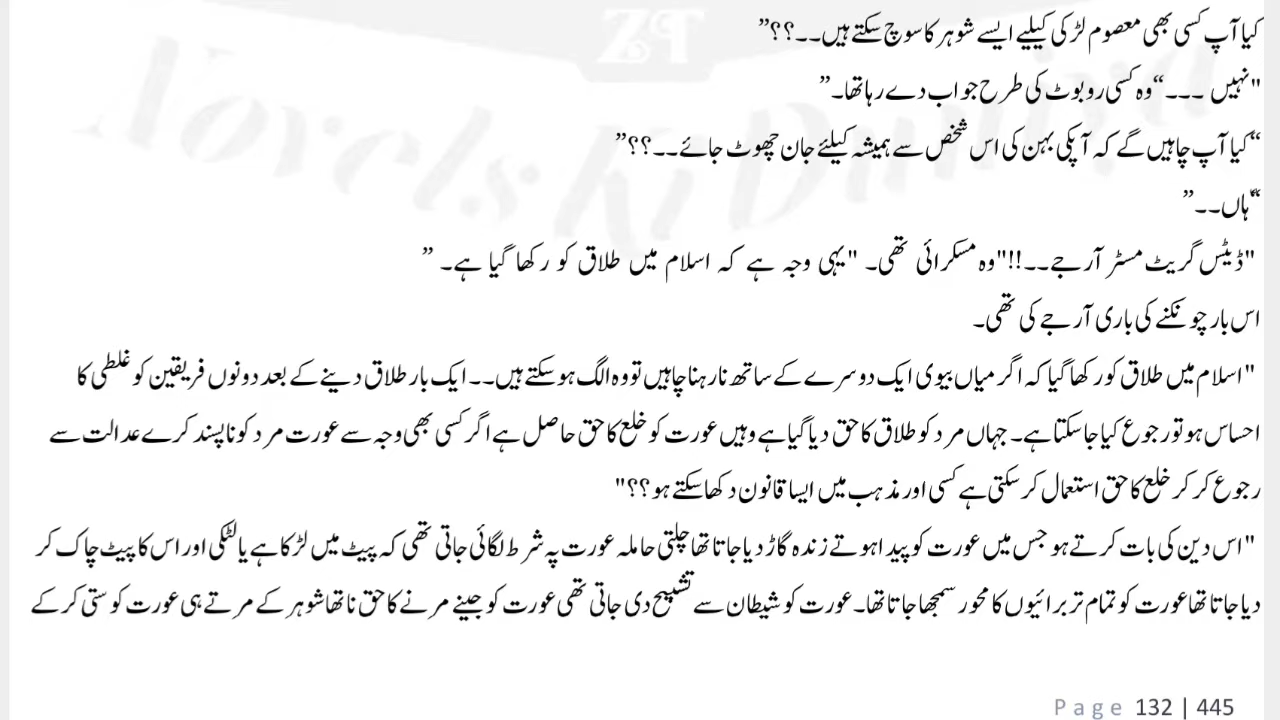 کیا آپ کسی بھی معصوم لڑکی کیلیے ایسے شوہر کا سوچ سکتے ہیں۔۔؟؟”
"نہیں ۔۔۔“وہ کسی روبوٹ کی طرح جواب دے رہا تھا۔”
“کیا آپ چاہیں گے کہ آپکی بہن کی اس شخص سے ہمیشہ کیلئے جان چھوٹ جائے۔۔؟؟”
“ہاں۔۔”
"ڈیٹس گریٹ مسٹر آر جے۔۔!!"وہ مسکرائی تھی۔ "یہی وجہ ہے کہ اسلام میں طلاق کو رکھا گیا ہے۔ ”
اس بار چونکنے کی باری آر جے کی تھی۔
"اسلام میں طلاق کو رکھا گیا کہ اگر میاں بیوی ایک دوسرے کے ساتھ نا رہنا چاہیں تو وہ الگ ہو سکتے ہیں۔۔ ایک بار طلاق دینے کے بعد دونوں فریقین کو غلطی کا
احساس ہو تو رجوع کیا جا سکتا ہے۔ جہاں مرد کو طلاق کا حق دیا گیا ہے وہیں عورت کو خلع کا حق حاصل ہے اگر کسی بھی وجہ سے عورت مرد کو ناپسند کرے عدالت سے
رجوع کر کر خلع کا حق استعمال کر سکتی ہے کسی اور مذہب میں ایسا قانون دکھا سکتے ہو؟؟"
"اس دین کی بات کرتے ہو جس میں عورت کو پیدا ہوتے زندہ گاڑ دیا جاتا تھا چلتی حاملہ عورت پہ شرط لگائی جاتی تھی کہ پیٹ میں لڑکا ہے یا لڑکی اور اس کا پیٹ چاک کر
دیا جاتا تھا عورت کو تمام تر برائیوں کا محور سمجھا جاتا تھا۔ عورت کو شیطان سے تشبیح دی جاتی تھی عورت کو جینے مرنے کا حق نا تھا شوہر کے مرتے ہی عورت کو ستی کر کے
Page 132 | 445
ZP
Novels Ki Duniya